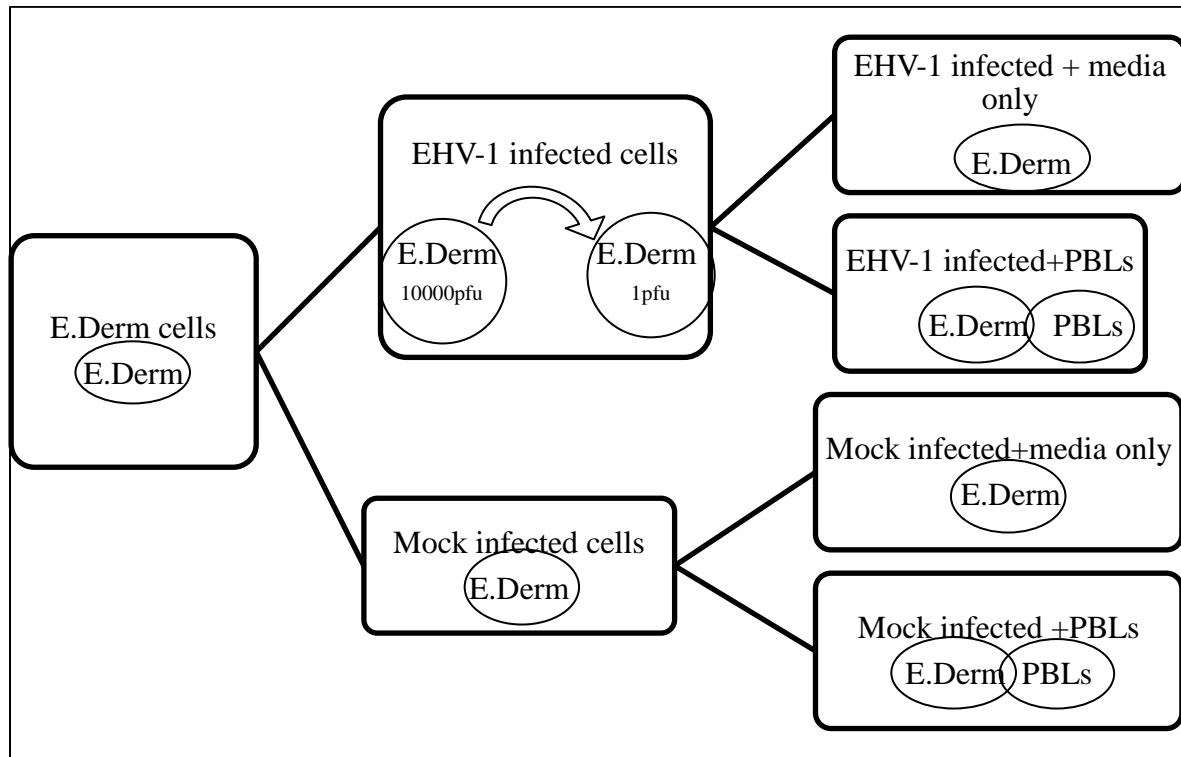 E.Derm cells
E.Derm
EHV-1 infected cells
E.Derm
10000pfu
E.Derm
1pfu
Mock infected cells
E.Derm
EHV-1 infected + media
only
E.Derm
EHV-1 infected+PBLs
E.Derm PBLs
Mock infected+media only
E.Derm
Mock infected +PBLs
E.Derm PBLs